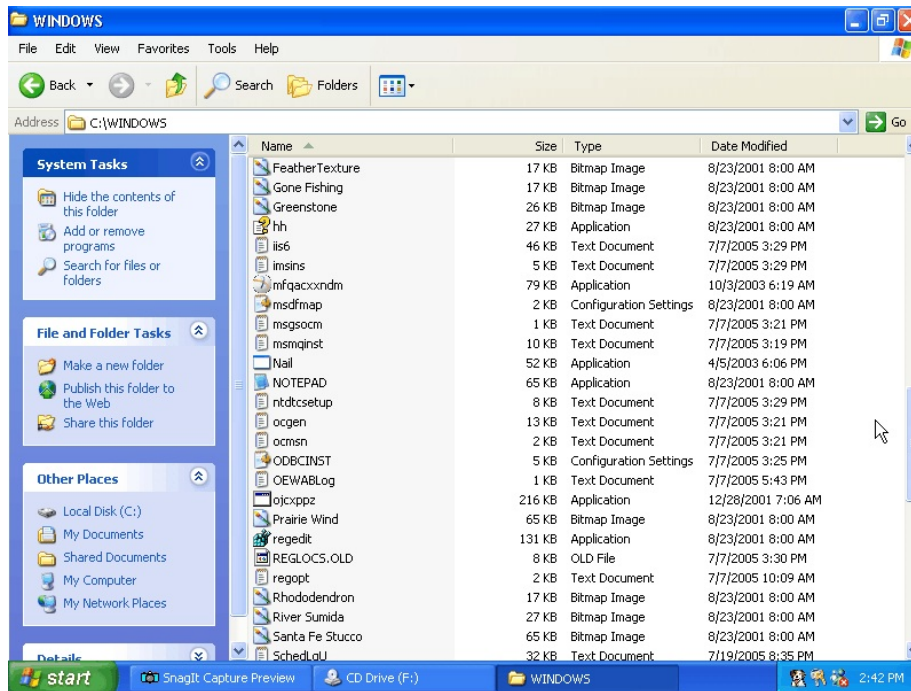 WINDOWS
File Edit View Favorites Tools Help
Back Search Folders
Address C:\WINDOWS Go
System Tasks
Hide the contents of
this folder
Add or remove
programs
Search for files or
folders
File and Folder Tasks
Make a new folder
Publish this folder to
the Web
Share this folder
Other Places
Local Disk (C:)
My Documents
Shared Documents
My Computer
My Network Places
Details
Name Size Type Date Modified
FeatherTexture 17 KB Bitmap Image 8/23/2001 8:00 AM
Gone Fishing 17 KB Bitmap Image 8/23/2001 8:00 AM
Greenstone 26 KB Bitmap Image 8/23/2001 8:00 AM
hh 27 KB Application 8/23/2001 8:00 AM
iis6 46 KB Text Document 7/7/2005 3:29 PM
imsins 5 KB Text Document 7/7/2005 3:29 PM
mfqacxxndm 79 KB Application 10/3/2003 6:19 AM
msdfmap 2 KB Configuration Settings 8/23/2001 8:00 AM
msgsocm 1 KB Text Document 7/7/2005 3:21 PM
msmqinst 10 KB Text Document 7/7/2005 3:19 PM
Nail 52 KB Application 4/5/2003 6:06 PM
NOTEPAD 65 KB Application 8/23/2001 8:00 AM
ntdtcsetup 8 KB Text Document 7/7/2005 3:29 PM
ocgen 13 KB Text Document 7/7/2005 3:21 PM
ocmsn 2 KB Text Document 7/7/2005 3:21 PM
ODBCINST 5 KB Configuration Settings 7/7/2005 3:25 PM
OEWABLog 1 KB Text Document 7/7/2005 5:43 PM
ojcxppz 216 KB Application 12/28/2001 7:06 AM
Prairie Wind 65 KB Bitmap Image 8/23/2001 8:00 AM
regedit 131 KB Application 8/23/2001 8:00 AM
REGLOCS.OLD 8 KB OLD File 7/7/2005 3:30 PM
regopt 2 KB Text Document 7/7/2005 10:09 AM
Rhododendron 17 KB Bitmap Image 8/23/2001 8:00 AM
River Sumida 27 KB Bitmap Image 8/23/2001 8:00 AM
Santa Fe Stucco 65 KB Bitmap Image 8/23/2001 8:00 AM
SchedLgU 32 KB Text Document 7/19/2005 8:35 PM
start SnagIt Capture Preview CD Drive (F:) WINDOWS 2:42 PM